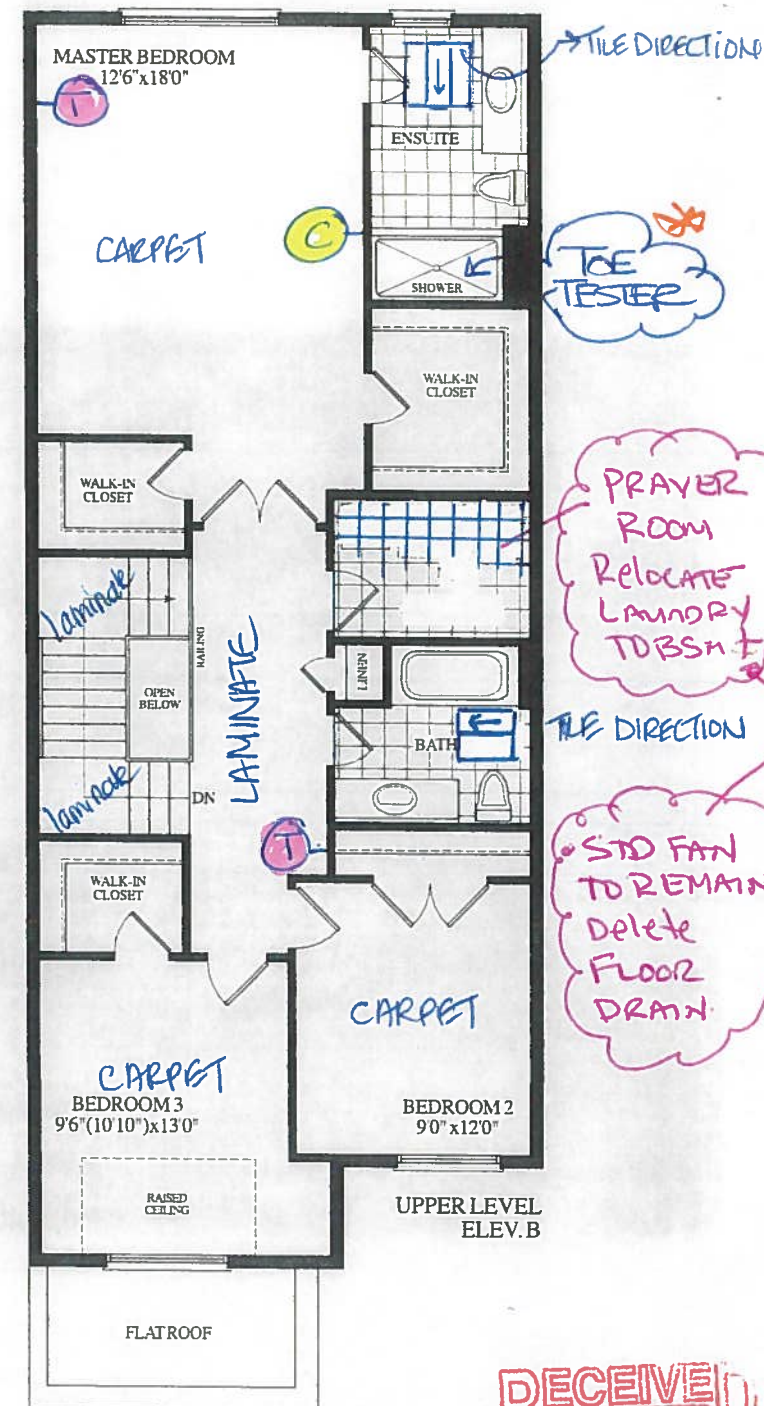 MASTER BEDROOM
12'6"x18'0"
T
TILE DIRECTION
ENSUITE
CARPET
C
SHOWER
TOE
TESTER
WALK-IN
CLOSET
WALK-IN
CLOSET
PRAYER
ROOM
RelOCATE
LAUNDRY
TO BSMT
laminate
RAILING
OPEN
BELOW
LAMINATE
LINEN
BATH
TILE DIRECTION
laminate
DN
T
STD FAN
TO REMAIN
Delete
FLOOR
DRAIN.
WALK-IN
CLOSET
CARPET
CARPET
BEDROOM 3
9'6"(10'10")x13'0"
BEDROOM 2
9'0"x12'0"
RAISED
CEILING
UPPER LEVEL
ELEV. B
FLAT ROOF
RECEIVED